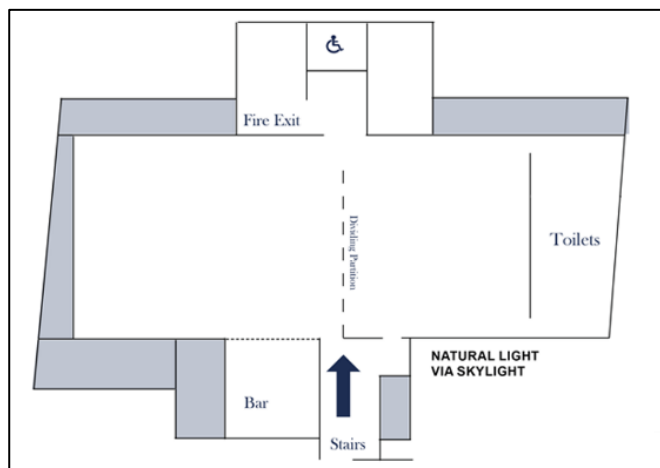 Fire Exit
Dividing Partition
Toilets
NATURAL LIGHT
VIA SKYLIGHT
Bar
Stairs